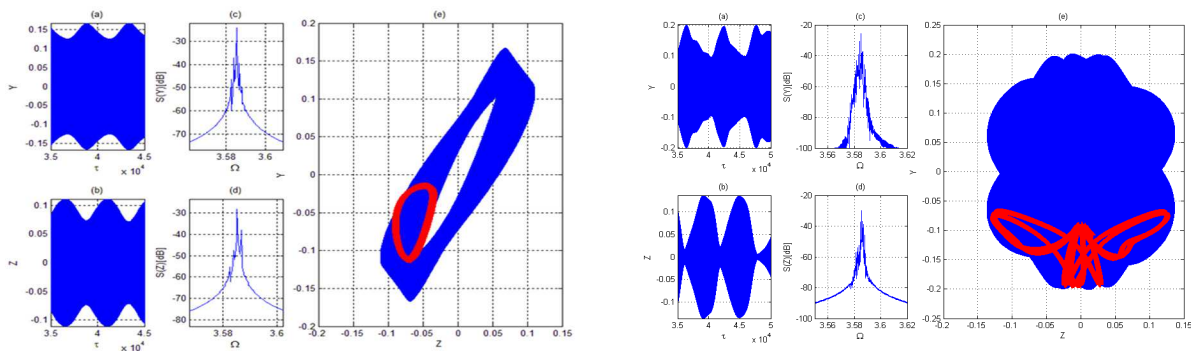 (a)
0.15
0.1
0.05
0
-0.05
-0.1
-0.15
Y
3.5 4 4.5
τ
x 10⁴
(c)
-30
-40
-50
-60
-70
S(Y)[dB]
3.58 3.6
Ω
(b)
0.1
0.05
0
-0.05
-0.1
Z
3.5 4 4.5
τ
x 10⁴
(d)
-30
-40
-50
-60
-70
-80
S(Z)[dB]
3.58 3.6
Ω
(e)
0.2
0.15
0.1
0.05
0
-0.05
-0.1
-0.15
-0.2
Y
-0.2 -0.15 -0.1 -0.05 0 0.05 0.1 0.15
Z
(a)
0.2
0.1
0
-0.1
-0.2
Y
3.5 4 4.5 5
τ
x 10⁴
(c)
-20
-40
-60
-80
-100
S(Y)[dB]
3.56 3.58 3.6 3.62
Ω
(b)
0.1
0.05
0
-0.05
-0.1
Z
3.5 4 4.5 5
τ
x 10⁴
(d)
-20
-40
-60
-80
-100
S(Z)[dB]
3.56 3.58 3.6 3.62
Ω
(e)
0.25
0.2
0.15
0.1
0.05
0
-0.05
-0.1
-0.15
-0.2
-0.25
Y
-0.2 -0.15 -0.1 -0.05 0 0.05 0.1 0.15
Z